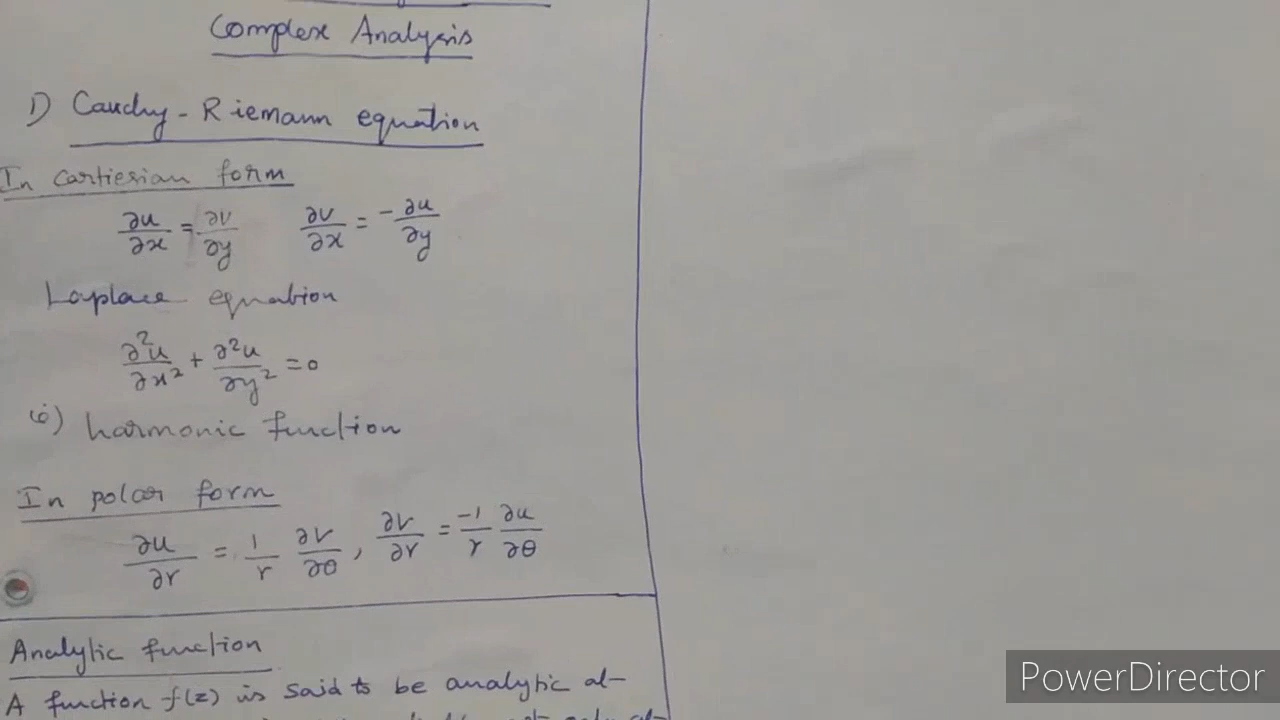 Complex Analysis
1) Cauchy - Riemann equation
In cartiesian form
∂u/∂x = ∂v/∂y   ∂v/∂x = -∂u/∂y
Laplace equation
∂²u/∂x² + ∂²u/∂y² = 0
harmonic function
In polar form
∂u/∂r = 1/r ∂v/∂θ , ∂v/∂r = -1/r ∂u/∂θ
Analytic function
A function f(z) is said to be analytic at
PowerDirector